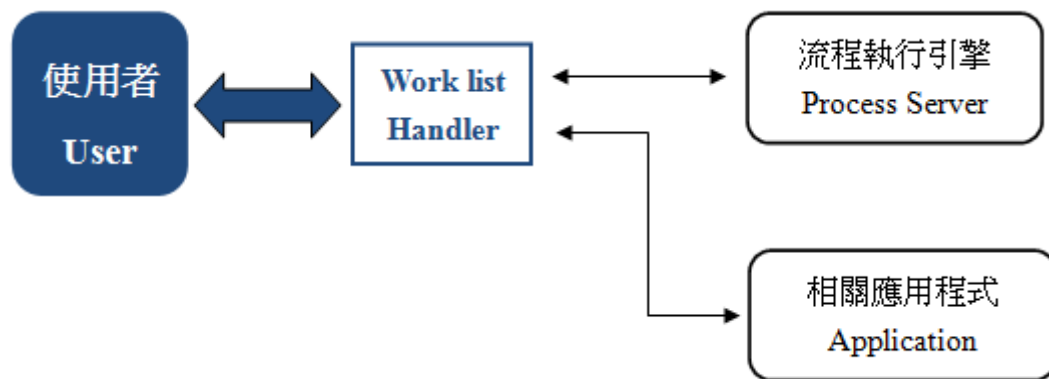 使用者
User
Work list
Handler
流程執行引擎
Process Server
相關應用程式
Application